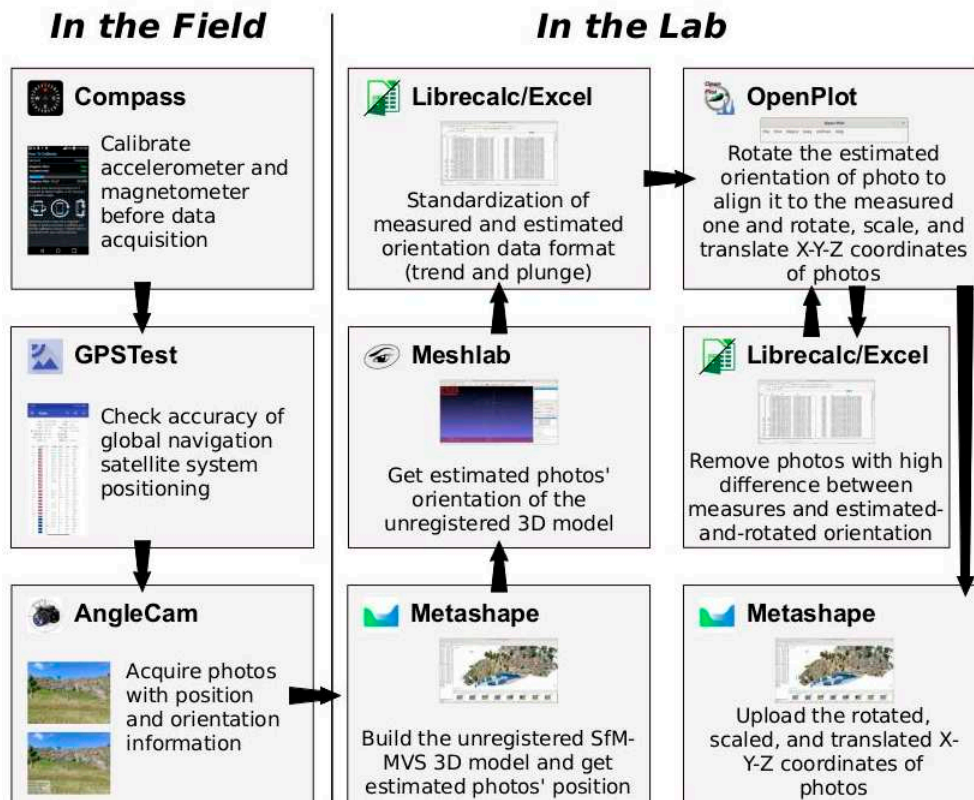 In the Field
Compass
Calibrate
accelerometer and
magnetometer
before data
acquisition
GPSTest
Check accuracy of
global navigation
satellite system
positioning
AngleCam
Acquire photos
with position
and orientation
information
In the Lab
Metashape
Build the unregistered SfM-
MVS 3D model and get
estimated photos' position
Meshlab
Get estimated photos'
orientation of the
unregistered 3D model
Librecalc/Excel
Standardization of
measured and estimated
orientation data format
(trend and plunge)
OpenPlot
Rotate the estimated
orientation of photo to
align it to the measured
one and rotate, scale, and
translate X-Y-Z coordinates
of photos
Librecalc/Excel
Remove photos with high
difference between
measures and estimated-
and-rotated orientation
Metashape
Upload the rotated,
scaled, and translated X-
Y-Z coordinates of
photos